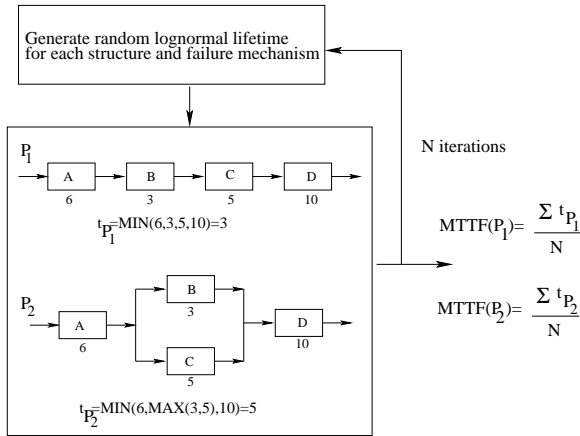 Generate random lognormal lifetime
for each structure and failure mechanism
N iterations
P1
A
B
C
D
6
3
5
10
tP1=MIN(6,3,5,10)=3
P2
A
B
3
C
5
D
6
10
tP2=MIN(6,MAX(3,5),10)=5
MTTF(P1)= Σ tP1
N
MTTF(P2)= Σ tP2
N